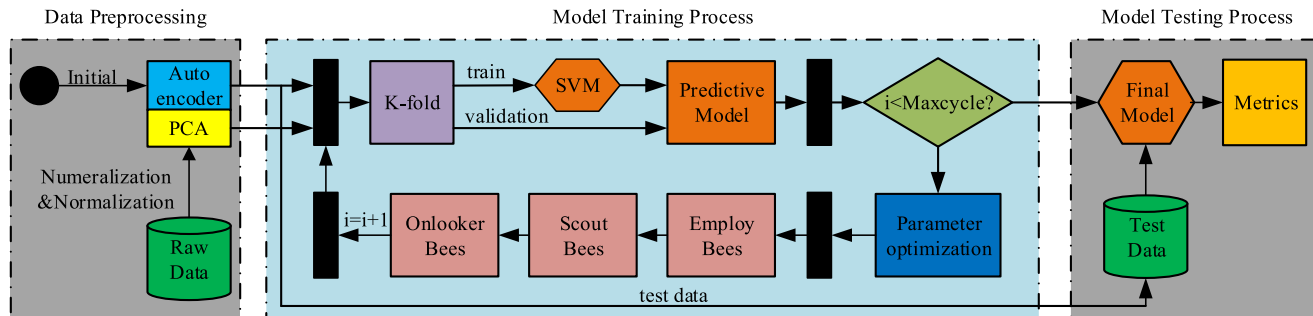 Data Preprocessing
Model Training Process
Model Testing Process
Initial
Auto
encoder
PCA
Numeralization
&Normalization
Raw
Data
K-fold
train
validation
SVM
Predictive
Model
i<Maxcycle?
Parameter
optimization
Employ
Bees
Scout
Bees
Onlooker
Bees
i=i+1
test data
Final
Model
Metrics
Test
Data